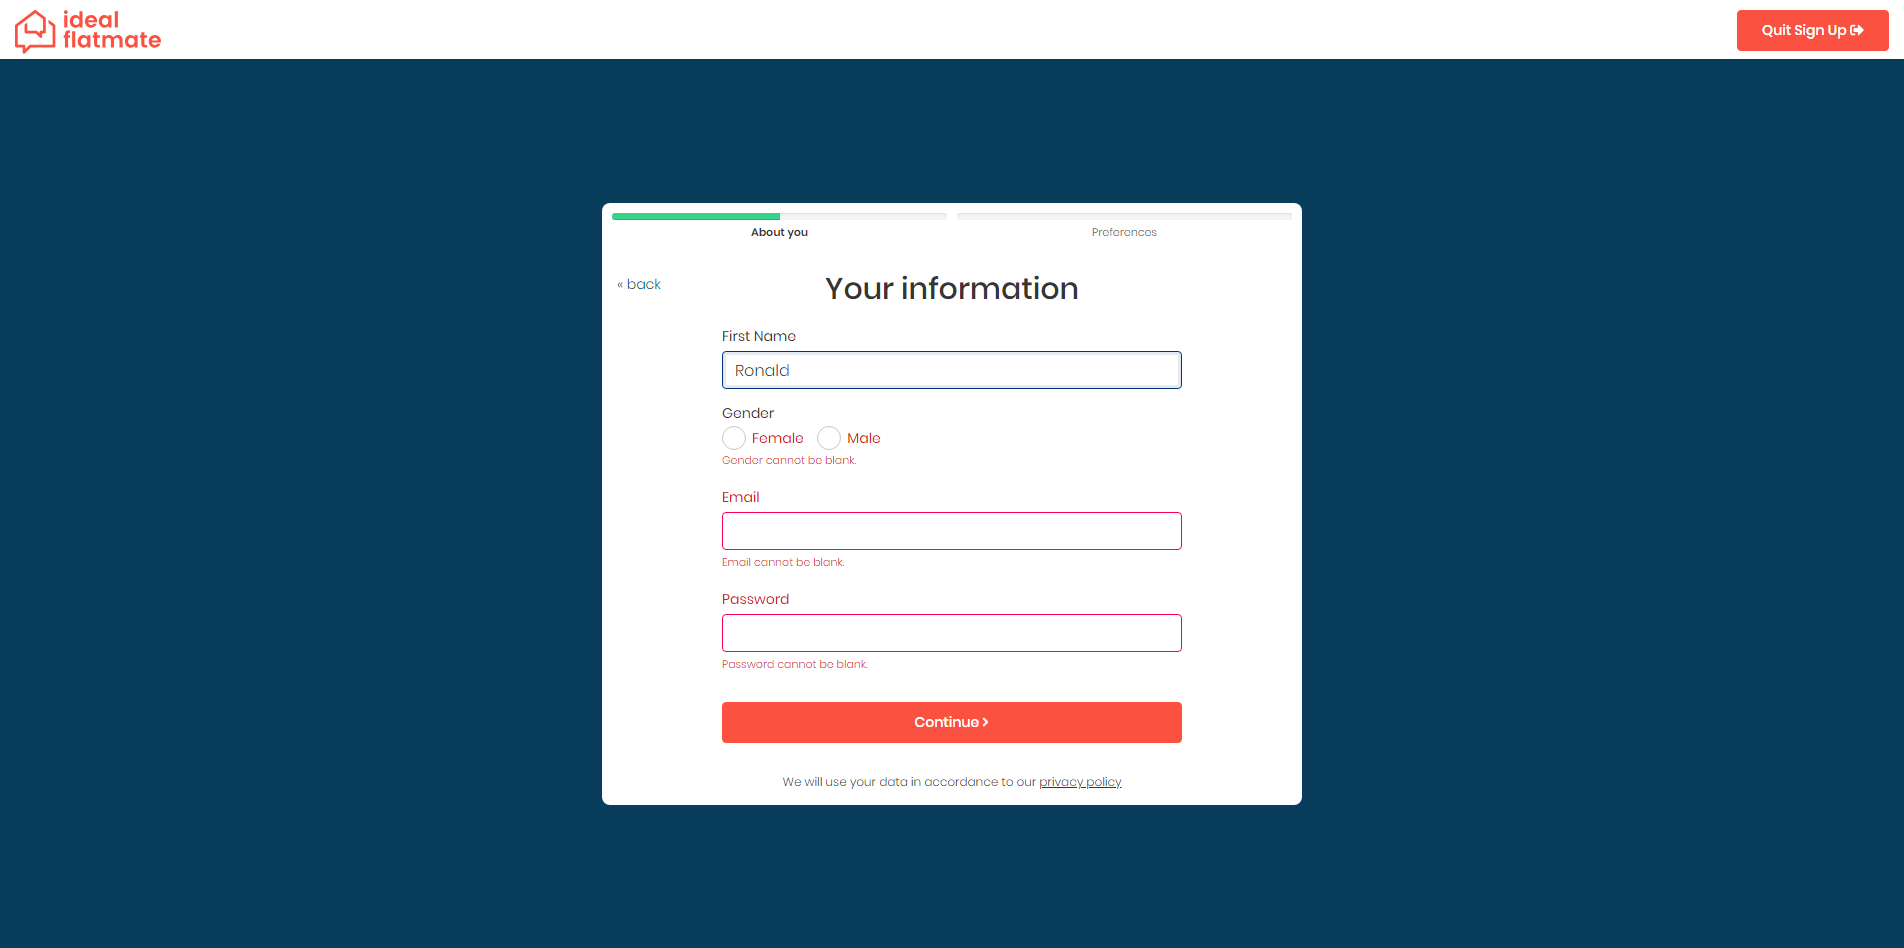 ideal
flatmate
Quit Sign Up
About you
Preferences
« back
Your information
First Name
Ronald
Gender
Female Male
Gender cannot be blank.
Email
Email cannot be blank.
Password
Password cannot be blank.
Continue
We will use your data in accordance to our privacy policy